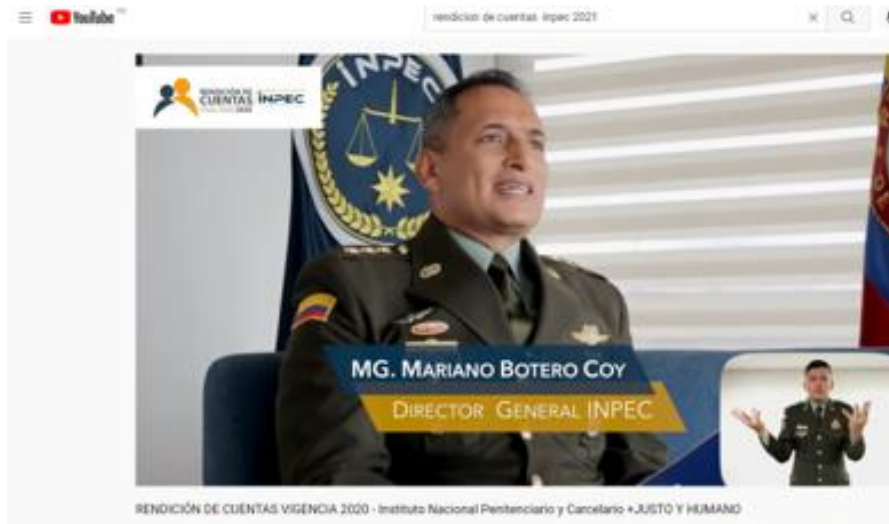 YouTube
rendicion de cuentas inpec 2021
INPEC
RENDICIÓN DE
CUENTAS INPEC
MG. MARIANO BOTERO COY
DIRECTOR GENERAL INPEC
RENDICIÓN DE CUENTAS VIGENCIA 2020 - Instituto Nacional Penitenciario y Carcelario +JUSTO Y HUMANO